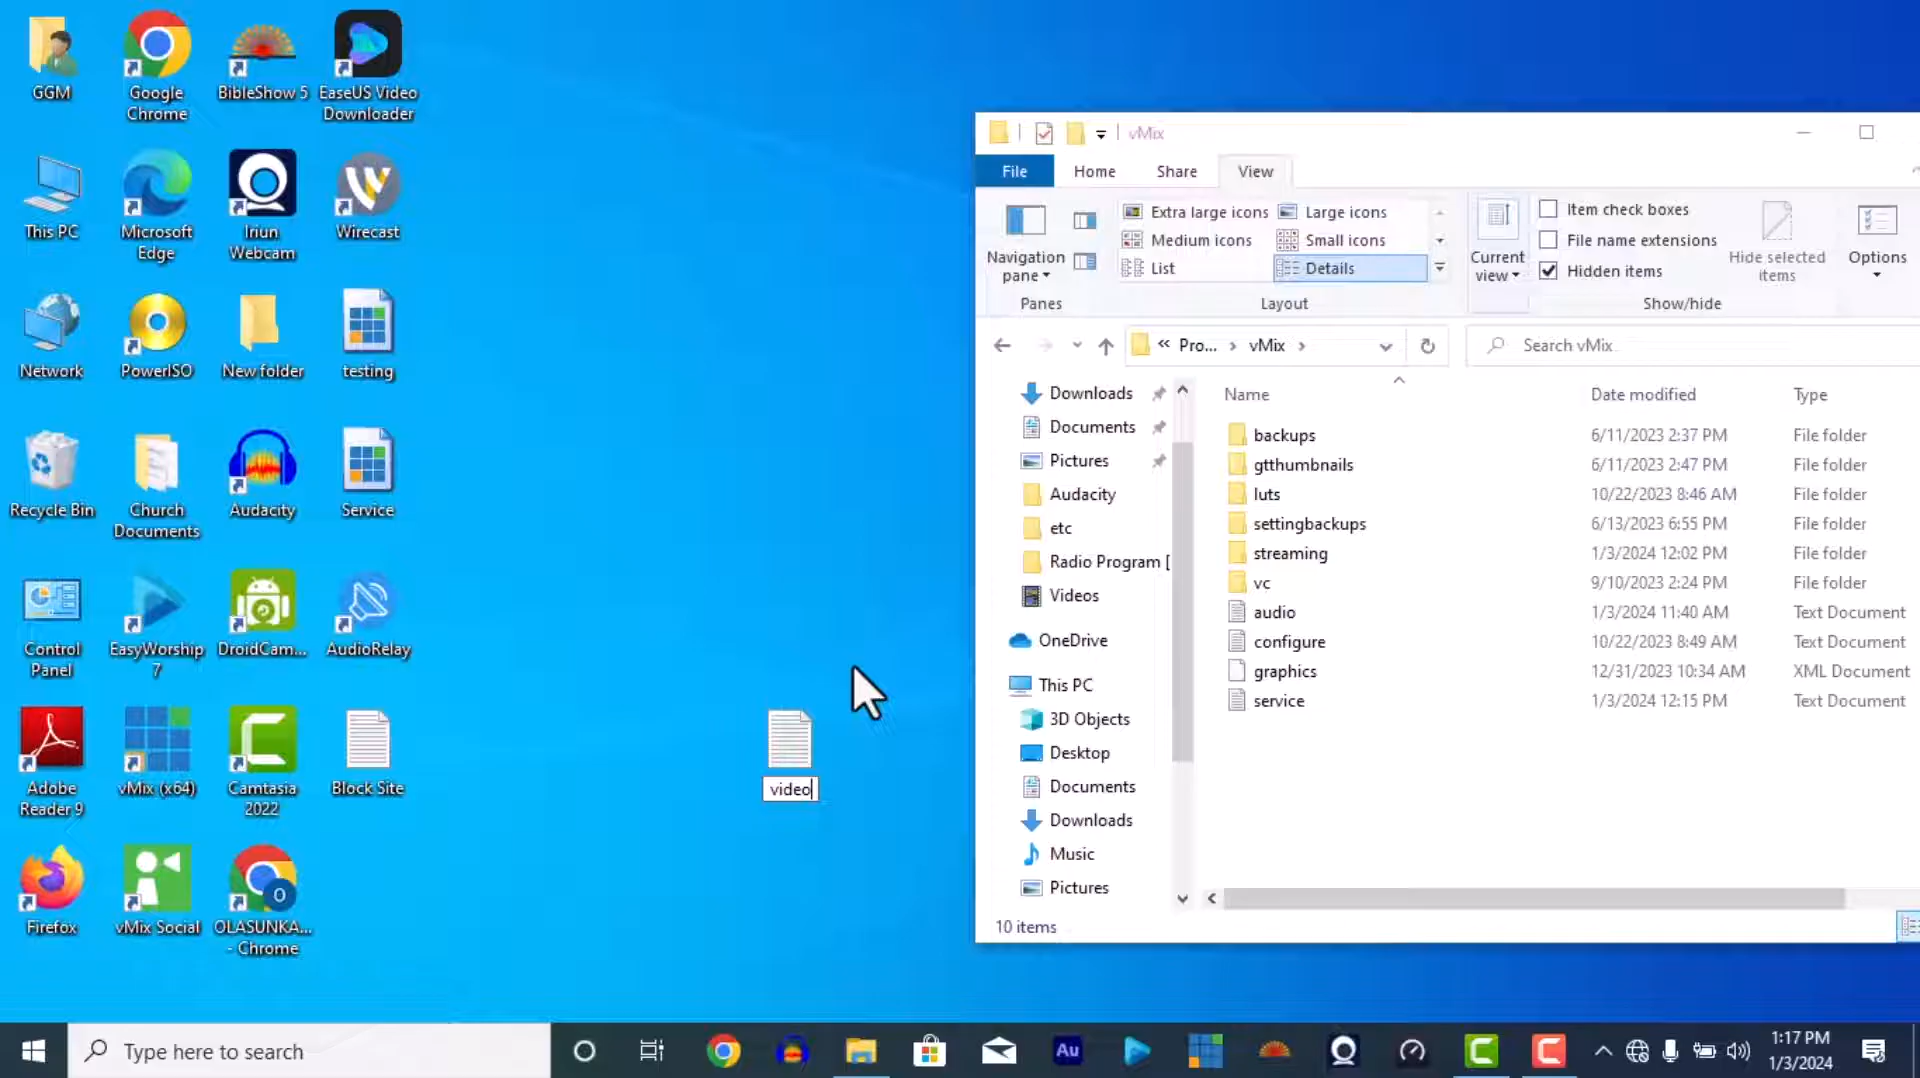 GGM
Google
Chrome
BibleShow 5
EaseUS Video
Downloader
This PC
Microsoft
Edge
Iriun
Webcam
Wirecast
Network
PowerISO
New folder
testing
Recycle Bin
Church
Documents
Audacity
Service
Control
Panel
EasyWorship
7
DroidCam...
AudioRelay
Adobe
Reader 9
vMix (x64)
Camtasia
2022
Block Site
Firefox
vMix Social
O
OLASUNKA...
- Chrome
video
vMix
File
Home
Share
View
Navigation
pane
Panes
Extra large icons
Large icons
Medium icons
Small icons
List
Details
Layout
Current
view
Item check boxes
File name extensions
Hidden items
Hide selected
items
Show/hide
Options
« Pro... › vMix ›
Search vMix
Downloads
Documents
Pictures
Audacity
etc
Radio Program [
Videos
OneDrive
This PC
3D Objects
Desktop
Documents
Downloads
Music
Pictures
Name Date modified Type
backups 6/11/2023 2:37 PM File folder
gtthumbnails 6/11/2023 2:47 PM File folder
luts 10/22/2023 8:46 AM File folder
settingbackups 6/13/2023 6:55 PM File folder
streaming 1/3/2024 12:02 PM File folder
vc 9/10/2023 2:24 PM File folder
audio 1/3/2024 11:40 AM Text Document
configure 10/22/2023 8:49 AM Text Document
graphics 12/31/2023 10:34 AM XML Document
service 1/3/2024 12:15 PM Text Document
10 items
Type here to search
Au
1:17 PM
1/3/2024